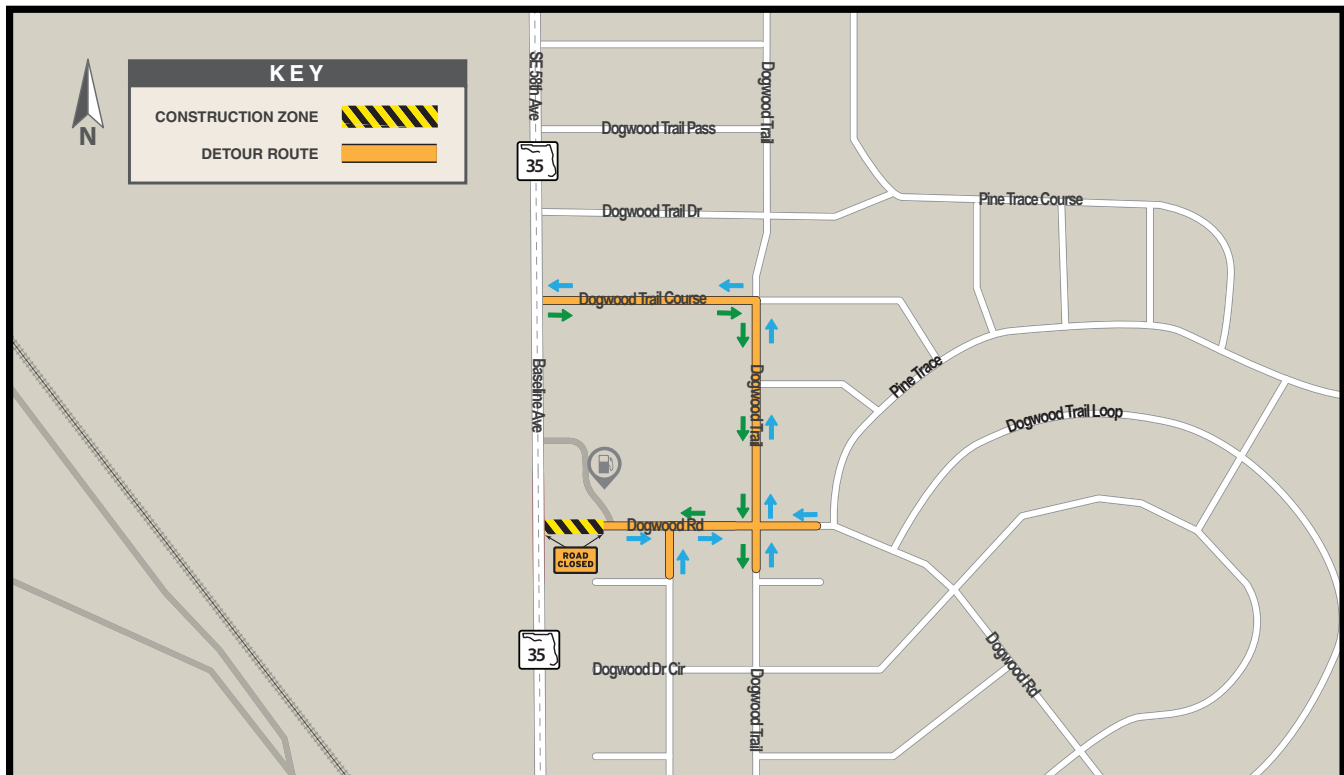 KEY
CONSTRUCTION ZONE
DETOUR ROUTE
N
SE 58th Ave
35
Dogwood Trail
Dogwood Trail Pass
Dogwood Trail Dr
Pine Trace Course
Dogwood Trail Course
Baseline Ave
Dogwood Trail
Pine Trace
Dogwood Trail Loop
Dogwood Rd
ROAD
CLOSED
35
Dogwood Dr Cir
Dogwood Rd
Dogwood Trail